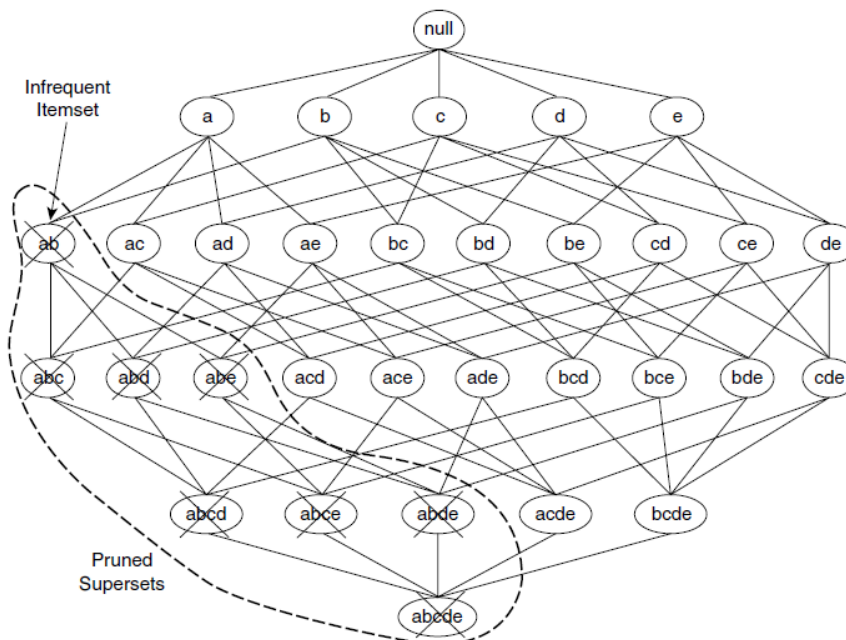 null
Infrequent
Itemset
a b c d e
ab ac ad ae bc bd be cd ce de
abc abd abe acd ace ade bcd bce bde cde
abcd abce abde acde bcde
Pruned
Supersets
abcde